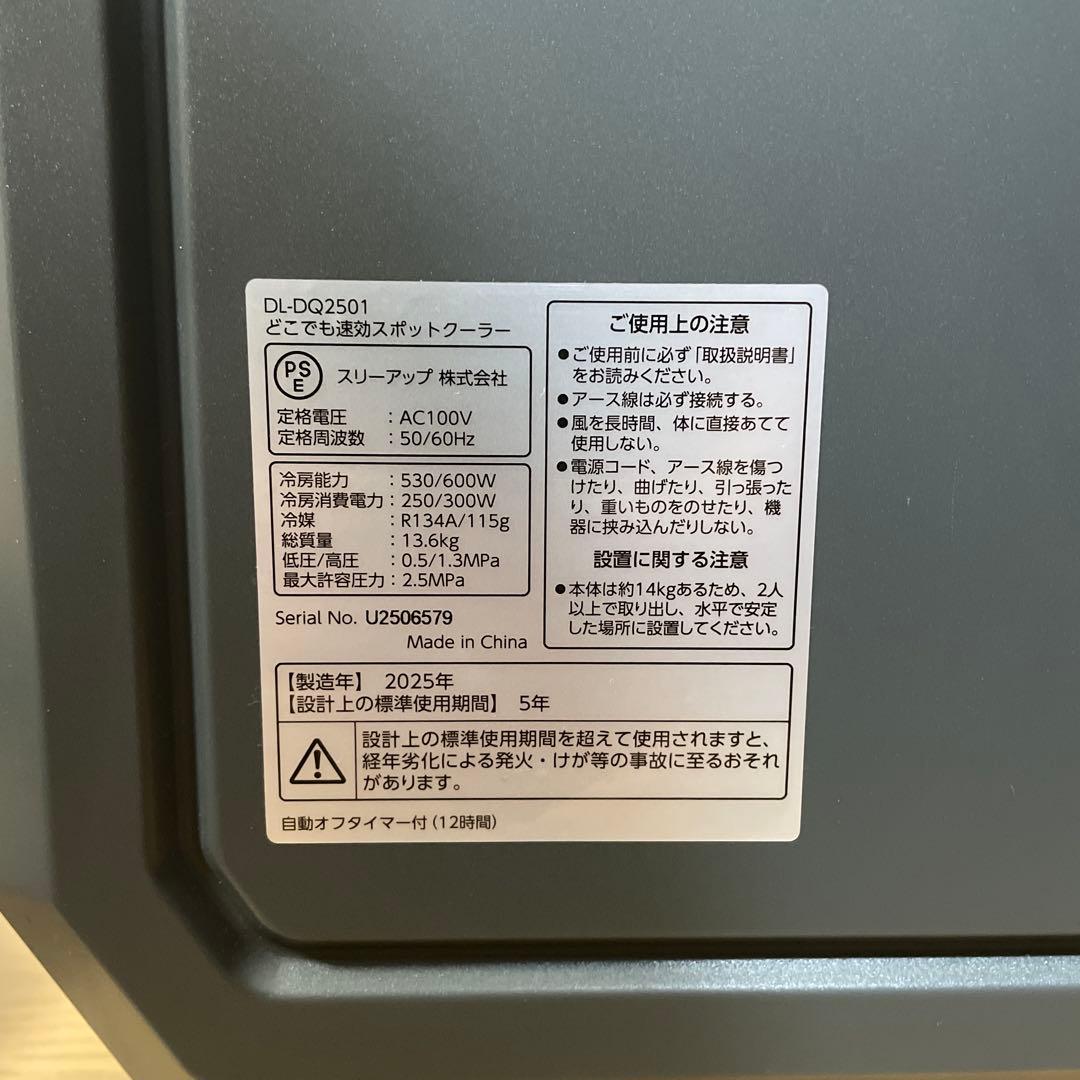 DL-DQ2501
どこでも速効スポットクーラー
PS
E
スリーアップ 株式会社
定格電圧 : AC100V
定格周波数 : 50/60Hz
冷房能力 : 530/600W
冷房消費電力 : 250/300W
冷媒 : R134A/115g
総質量 : 13.6kg
低圧/高圧 : 0.5/1.3MPa
最大許容圧力 : 2.5MPa
Serial No. U2506579
Made in China
ご使用上の注意
●ご使用前に必ず「取扱説明書」
をお読みください。
●アース線は必ず接続する。
●風を長時間、体に直接あてて
使用しない。
●電源コード、アース線を傷つ
けたり、曲げたり、引っ張った
り、重いものをのせたり、機
器に挟み込んだりしない。
設置に関する注意
●本体は約14kgあるため、2人
以上で取り出し、水平で安定
した場所に設置してください。
【製造年】 2025年
【設計上の標準使用期間】 5年
設計上の標準使用期間を超えて使用されますと、
経年劣化による発火・けが等の事故に至るおそれ
があります。
自動オフタイマー付(12時間)